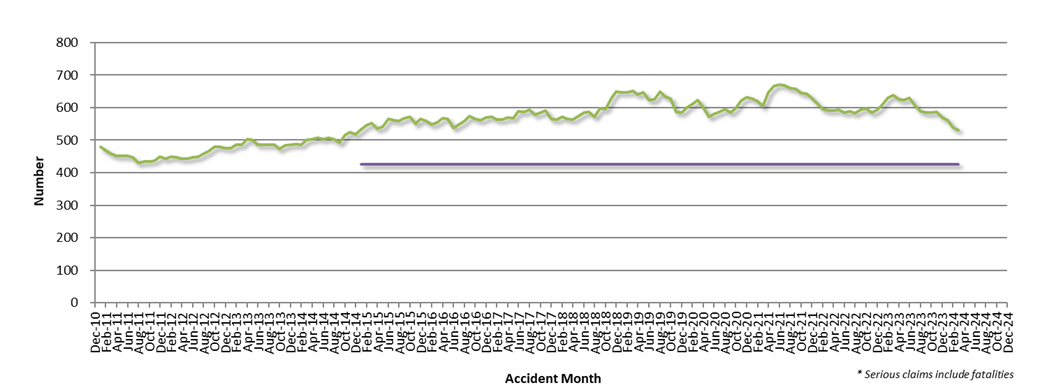 800
700
600
500
400
300
200
100
0
Number
Dec-10
Feb-11
Apr-11
Jun-11
Aug-11
Oct-11
Dec-11
Feb-12
Apr-12
Jun-12
Aug-12
Oct-12
Dec-12
Feb-13
Apr-13
Jun-13
Aug-13
Oct-13
Dec-13
Feb-14
Apr-14
Jun-14
Aug-14
Oct-14
Dec-14
Feb-15
Apr-15
Jun-15
Aug-15
Oct-15
Dec-15
Feb-16
Apr-16
Jun-16
Aug-16
Oct-16
Dec-16
Feb-17
Apr-17
Jun-17
Aug-17
Oct-17
Dec-17
Feb-18
Apr-18
Jun-18
Aug-18
Oct-18
Dec-18
Feb-19
Apr-19
Jun-19
Aug-19
Oct-19
Dec-19
Feb-20
Apr-20
Jun-20
Aug-20
Oct-20
Dec-20
Feb-21
Apr-21
Jun-21
Aug-21
Oct-21
Dec-21
Feb-22
Apr-22
Jun-22
Aug-22
Oct-22
Dec-22
Feb-23
Apr-23
Jun-23
Aug-23
Oct-23
Dec-23
Feb-24
Apr-24
Jun-24
Aug-24
Oct-24
Dec-24
Accident Month
* Serious claims include fatalities